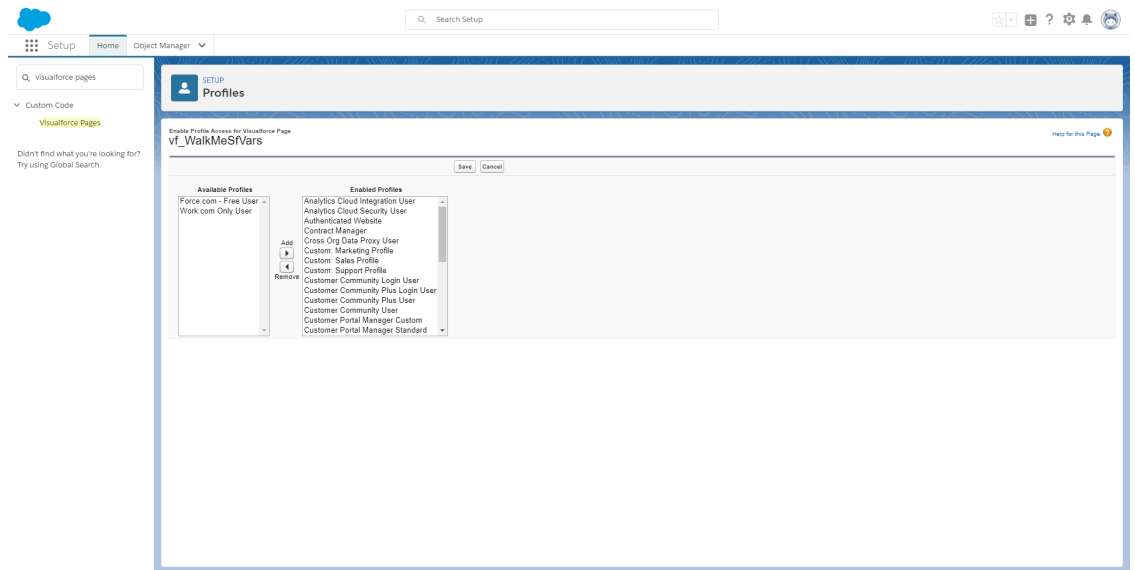 Search Setup
Setup
Home
Object Manager
visualforce pages
Custom Code
Visualforce Pages
Didn't find what you're looking for?
Try using Global Search.
SETUP
Profiles
Enable Profile Access for Visualforce Page
vf_WalkMeSfVars
Help for this Page
Save
Cancel
Available Profiles
Force.com - Free User
Work.com Only User
Add
Remove
Enabled Profiles
Analytics Cloud Integration User
Analytics Cloud Security User
Authenticated Website
Contract Manager
Cross Org Data Proxy User
Custom: Marketing Profile
Custom: Sales Profile
Custom: Support Profile
Customer Community Login User
Customer Community Plus Login User
Customer Community Plus User
Customer Community User
Customer Portal Manager Custom
Customer Portal Manager Standard